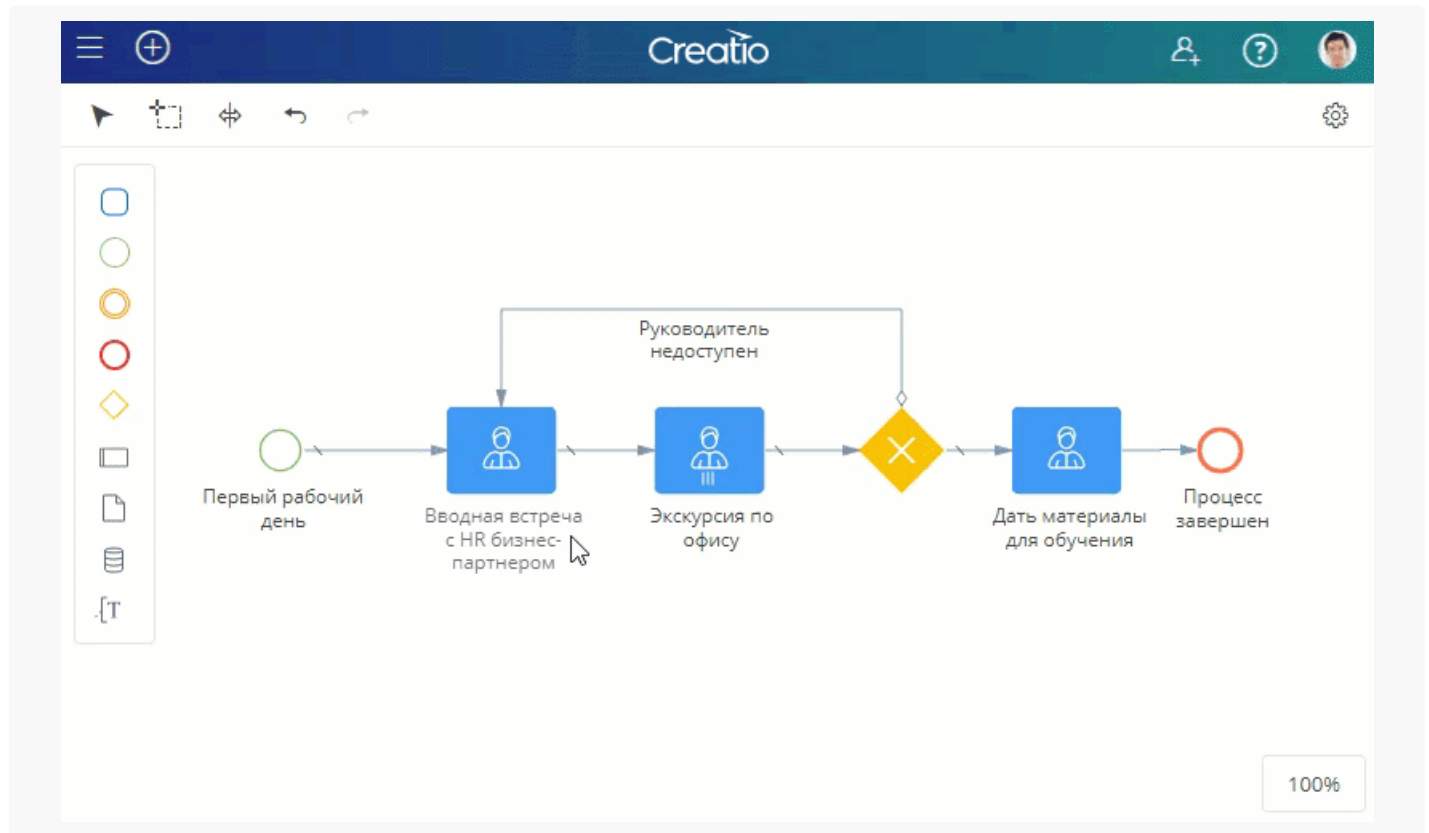 Creatio
Руководитель
недоступен
Первый рабочий
день
Вводная встреча
с HR бизнес-
партнером
Экскурсия по
офису
Дать материалы
для обучения
Процесс
завершен
T
100%